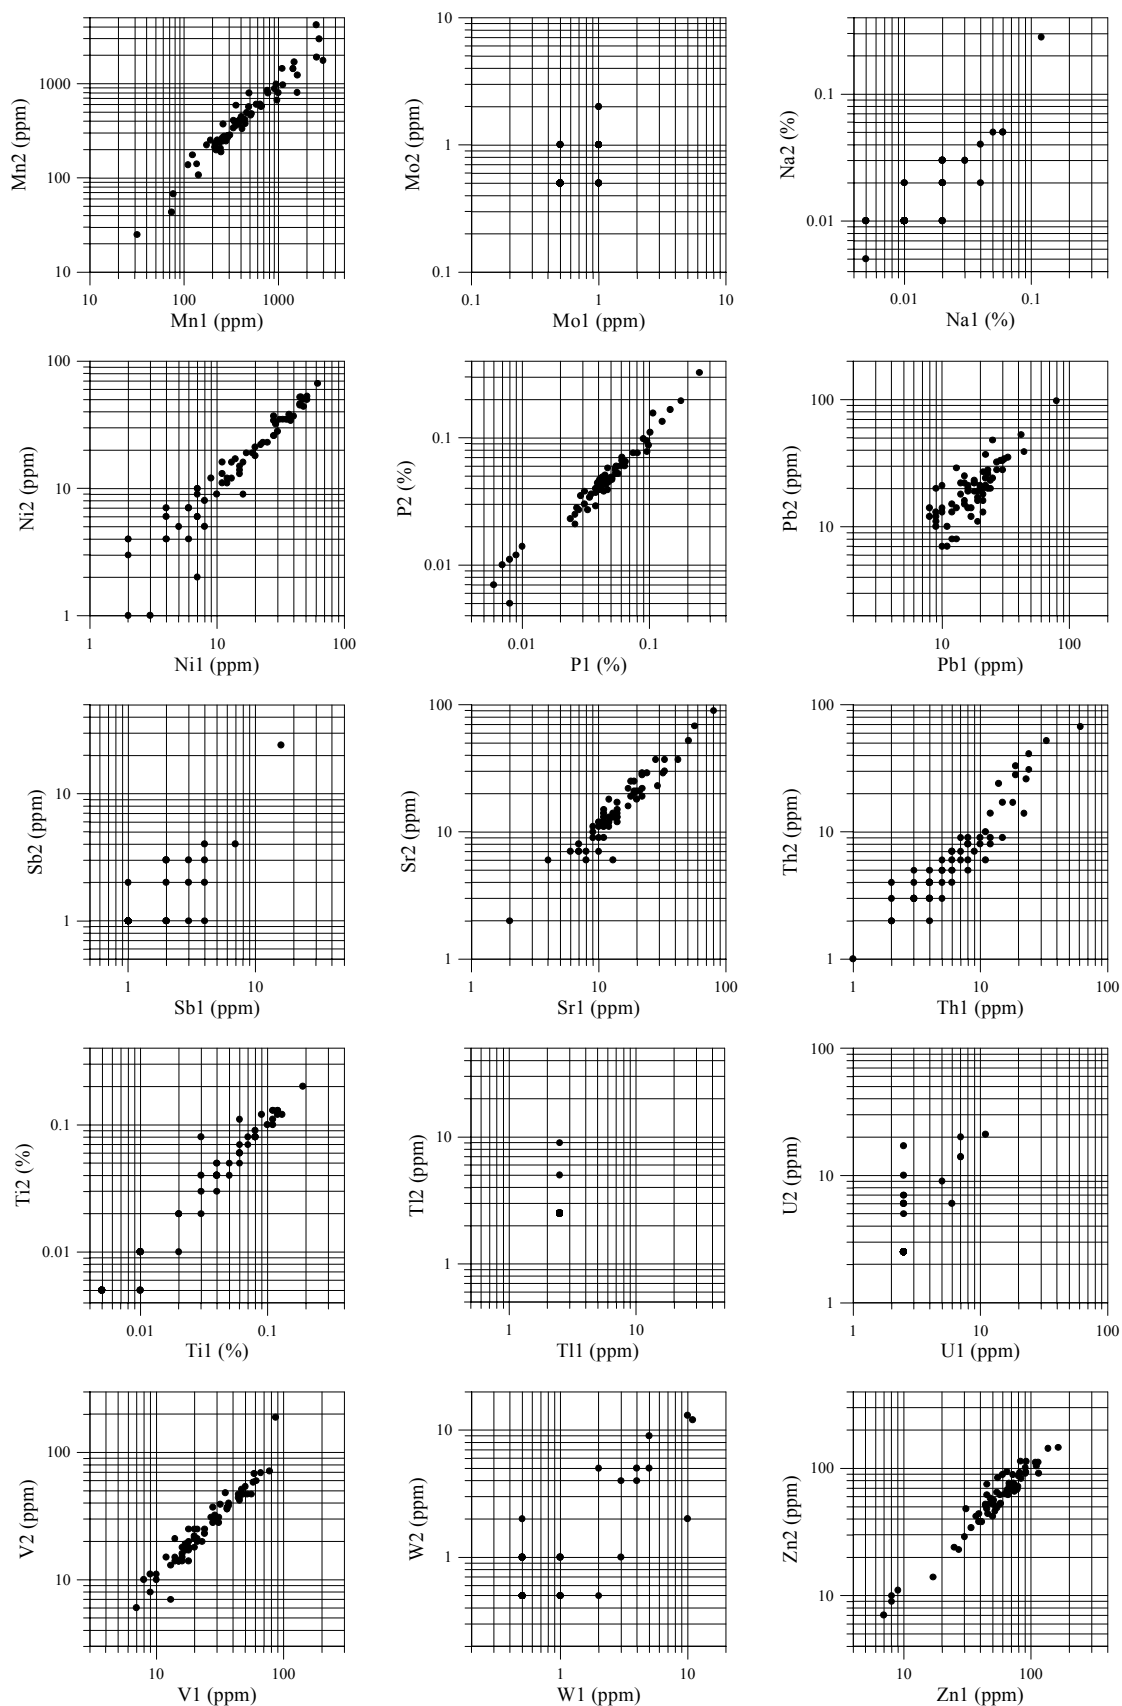 1000
100
10
Mn2 (ppm)
10 100 1000
Mn1 (ppm)
10
1
0.1
Mo2 (ppm)
0.1 1 10
Mo1 (ppm)
0.1
0.01
Na2 (%)
0.01 0.1
Na1 (%)
100
10
1
Ni2 (ppm)
1 10 100
Ni1 (ppm)
0.1
0.01
P2 (%)
0.01 0.1
P1 (%)
100
10
Pb2 (ppm)
10 100
Pb1 (ppm)
10
1
Sb2 (ppm)
1 10
Sb1 (ppm)
100
10
1
Sr2 (ppm)
1 10 100
Sr1 (ppm)
100
10
1
Th2 (ppm)
1 10 100
Th1 (ppm)
0.1
0.01
Ti2 (%)
0.01 0.1
Ti1 (%)
10
1
Tl2 (ppm)
1 10
Tl1 (ppm)
100
10
1
U2 (ppm)
1 10 100
U1 (ppm)
100
10
V2 (ppm)
10 100
V1 (ppm)
10
1
W2 (ppm)
1 10
W1 (ppm)
100
10
Zn2 (ppm)
10 100
Zn1 (ppm)